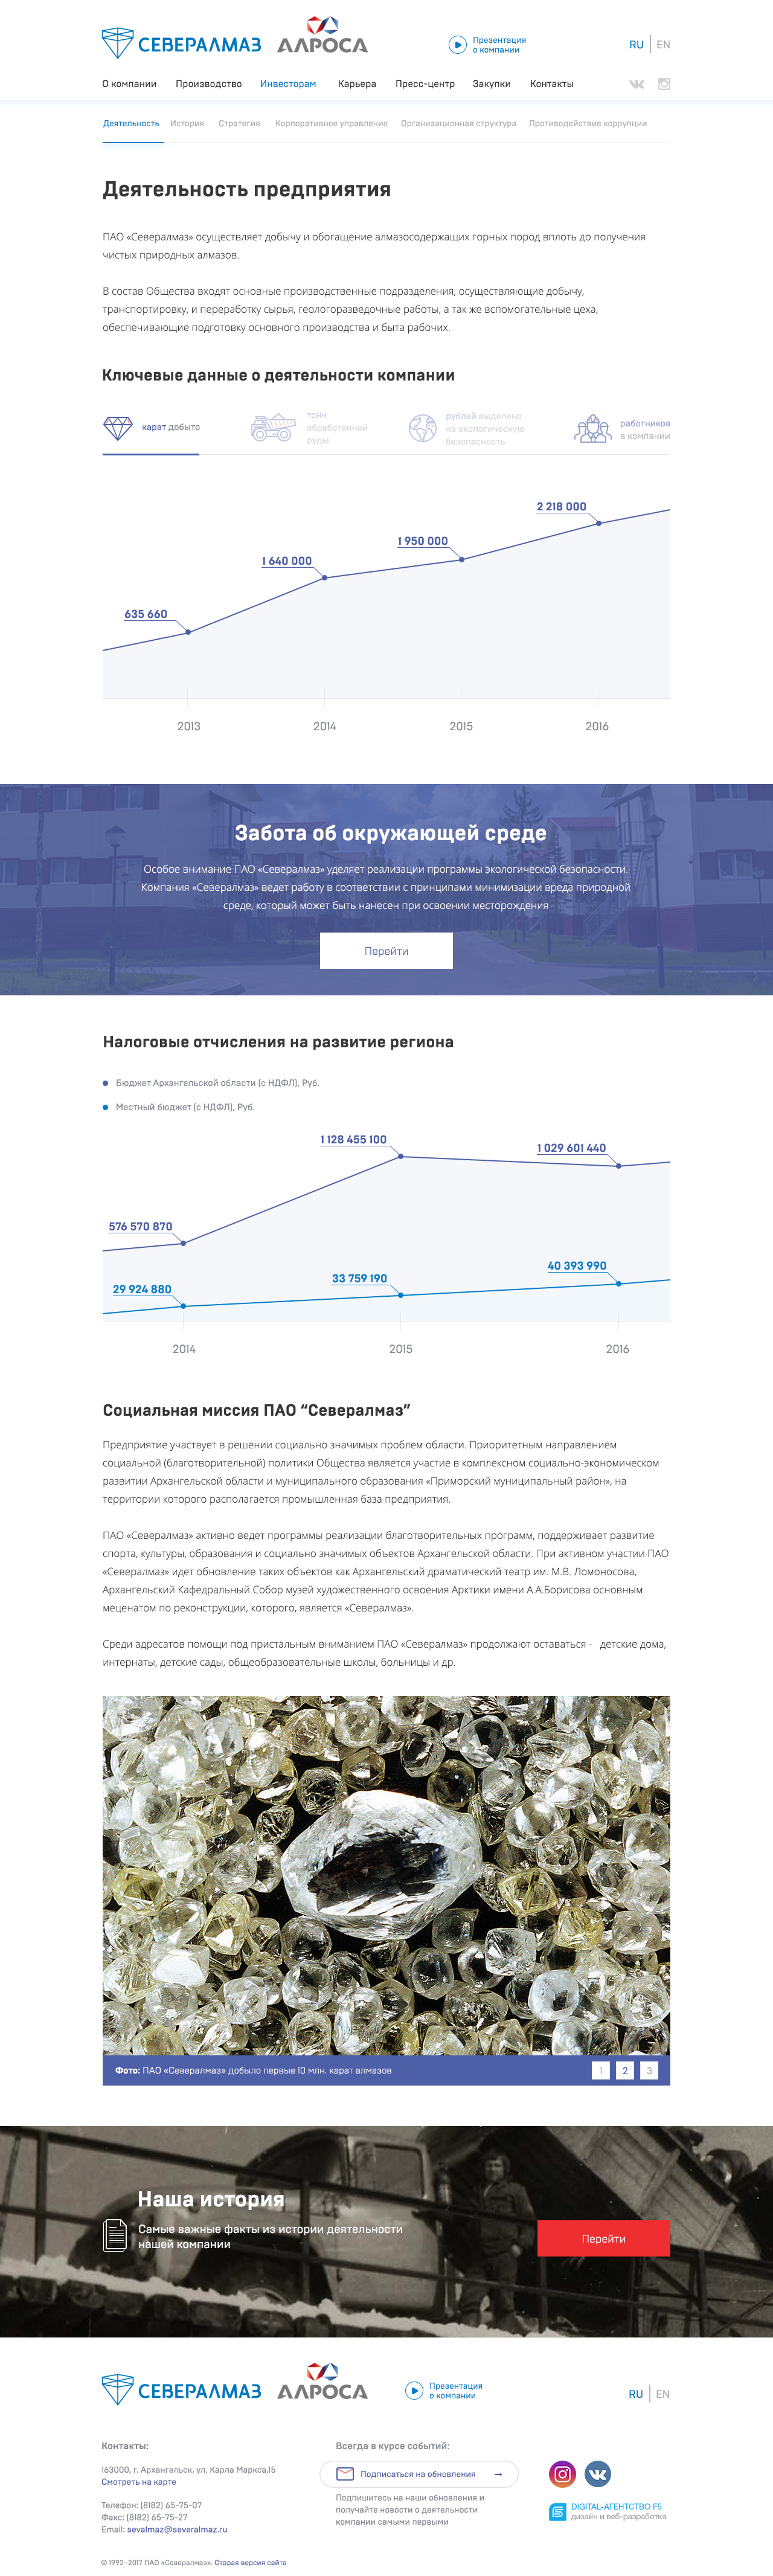 СЕВЕРАЛМАЗ
АЛРОСА
Презентация
о компании
RU
EN
О компании
Производство
Инвесторам
Карьера
Пресс-центр
Закупки
Контакты
Деятельность
История
Стратегия
Корпоративное управление
Организационная структура
Противодействие коррупции
Деятельность предприятия
ПАО «Севералмаз» осуществляет добычу и обогащение алмазосодержащих горных пород вплоть до получения
чистых природных алмазов.
В состав Общества входят основные производственные подразделения, осуществляющие добычу,
транспортировку, и переработку сырья, геологоразведочные работы, а так же вспомогательные цеха,
обеспечивающие подготовку основного производства и быта рабочих.
Ключевые данные о деятельности компании
карат добыто
тонн
обработанной
руды
рублей выделено
на экологическую
безопасность
работников
в компании
2 218 000
1 950 000
1 640 000
635 660
2013
2014
2015
2016
Забота об окружающей среде
Особое внимание ПАО «Севералмаз» уделяет реализации программы экологической безопасности.
Компания «Севералмаз» ведет работу в соответствии с принципами минимизации вреда природной
среде, который может быть нанесен при освоении месторождения
Перейти
Налоговые отчисления на развитие региона
Бюджет Архангельской области (с НДФЛ), Руб.
Местный бюджет (с НДФЛ), Руб.
1 128 455 100
1 029 601 440
576 570 870
40 393 990
33 759 190
29 924 880
2014
2015
2016
Социальная миссия ПАО “Севералмаз”
Предприятие участвует в решении социально значимых проблем области. Приоритетным направлением
социальной (благотворительной) политики Общества является участие в комплексном социально-экономическом
развитии Архангельской области и муниципального образования «Приморский муниципальный район», на
территории которого располагается промышленная база предприятия.
ПАО «Севералмаз» активно ведет программы реализации благотворительных программ, поддерживает развитие
спорта, культуры, образования и социально значимых объектов Архангельской области. При активном участии ПАО
«Севералмаз» идет обновление таких объектов как Архангельский драматический театр им. М.В. Ломоносова,
Архангельский Кафедральный Собор музей художественного освоения Арктики имени А.А.Борисова основным
меценатом по реконструкции, которого, является «Севералмаз».
Среди адресатов помощи под пристальным вниманием ПАО «Севералмаз» продолжают оставаться - детские дома,
интернаты, детские сады, общеобразовательные школы, больницы и др.
Фото: ПАО «Севералмаз» добыло первые 10 млн. карат алмазов
1
2
3
Наша история
Самые важные факты из истории деятельности
нашей компании
Перейти
СЕВЕРАЛМАЗ
АЛРОСА
Презентация
о компании
RU
EN
Контакты:
163000, г. Архангельск, ул. Карла Маркса,15
Смотреть на карте
Телефон: (8182) 65-75-07
Факс: (8182) 65-75-27
Email: sevalmaz@severalmaz.ru
Всегда в курсе событий:
Подписаться на обновления →
Подпишитесь на наши обновления и
получайте новости о деятельности
компании самыми первыми
DIGITAL-АГЕНТСТВО F5
дизайн и веб-разработка
© 1992–2017 ПАО «Севералмаз». Старая версия сайта